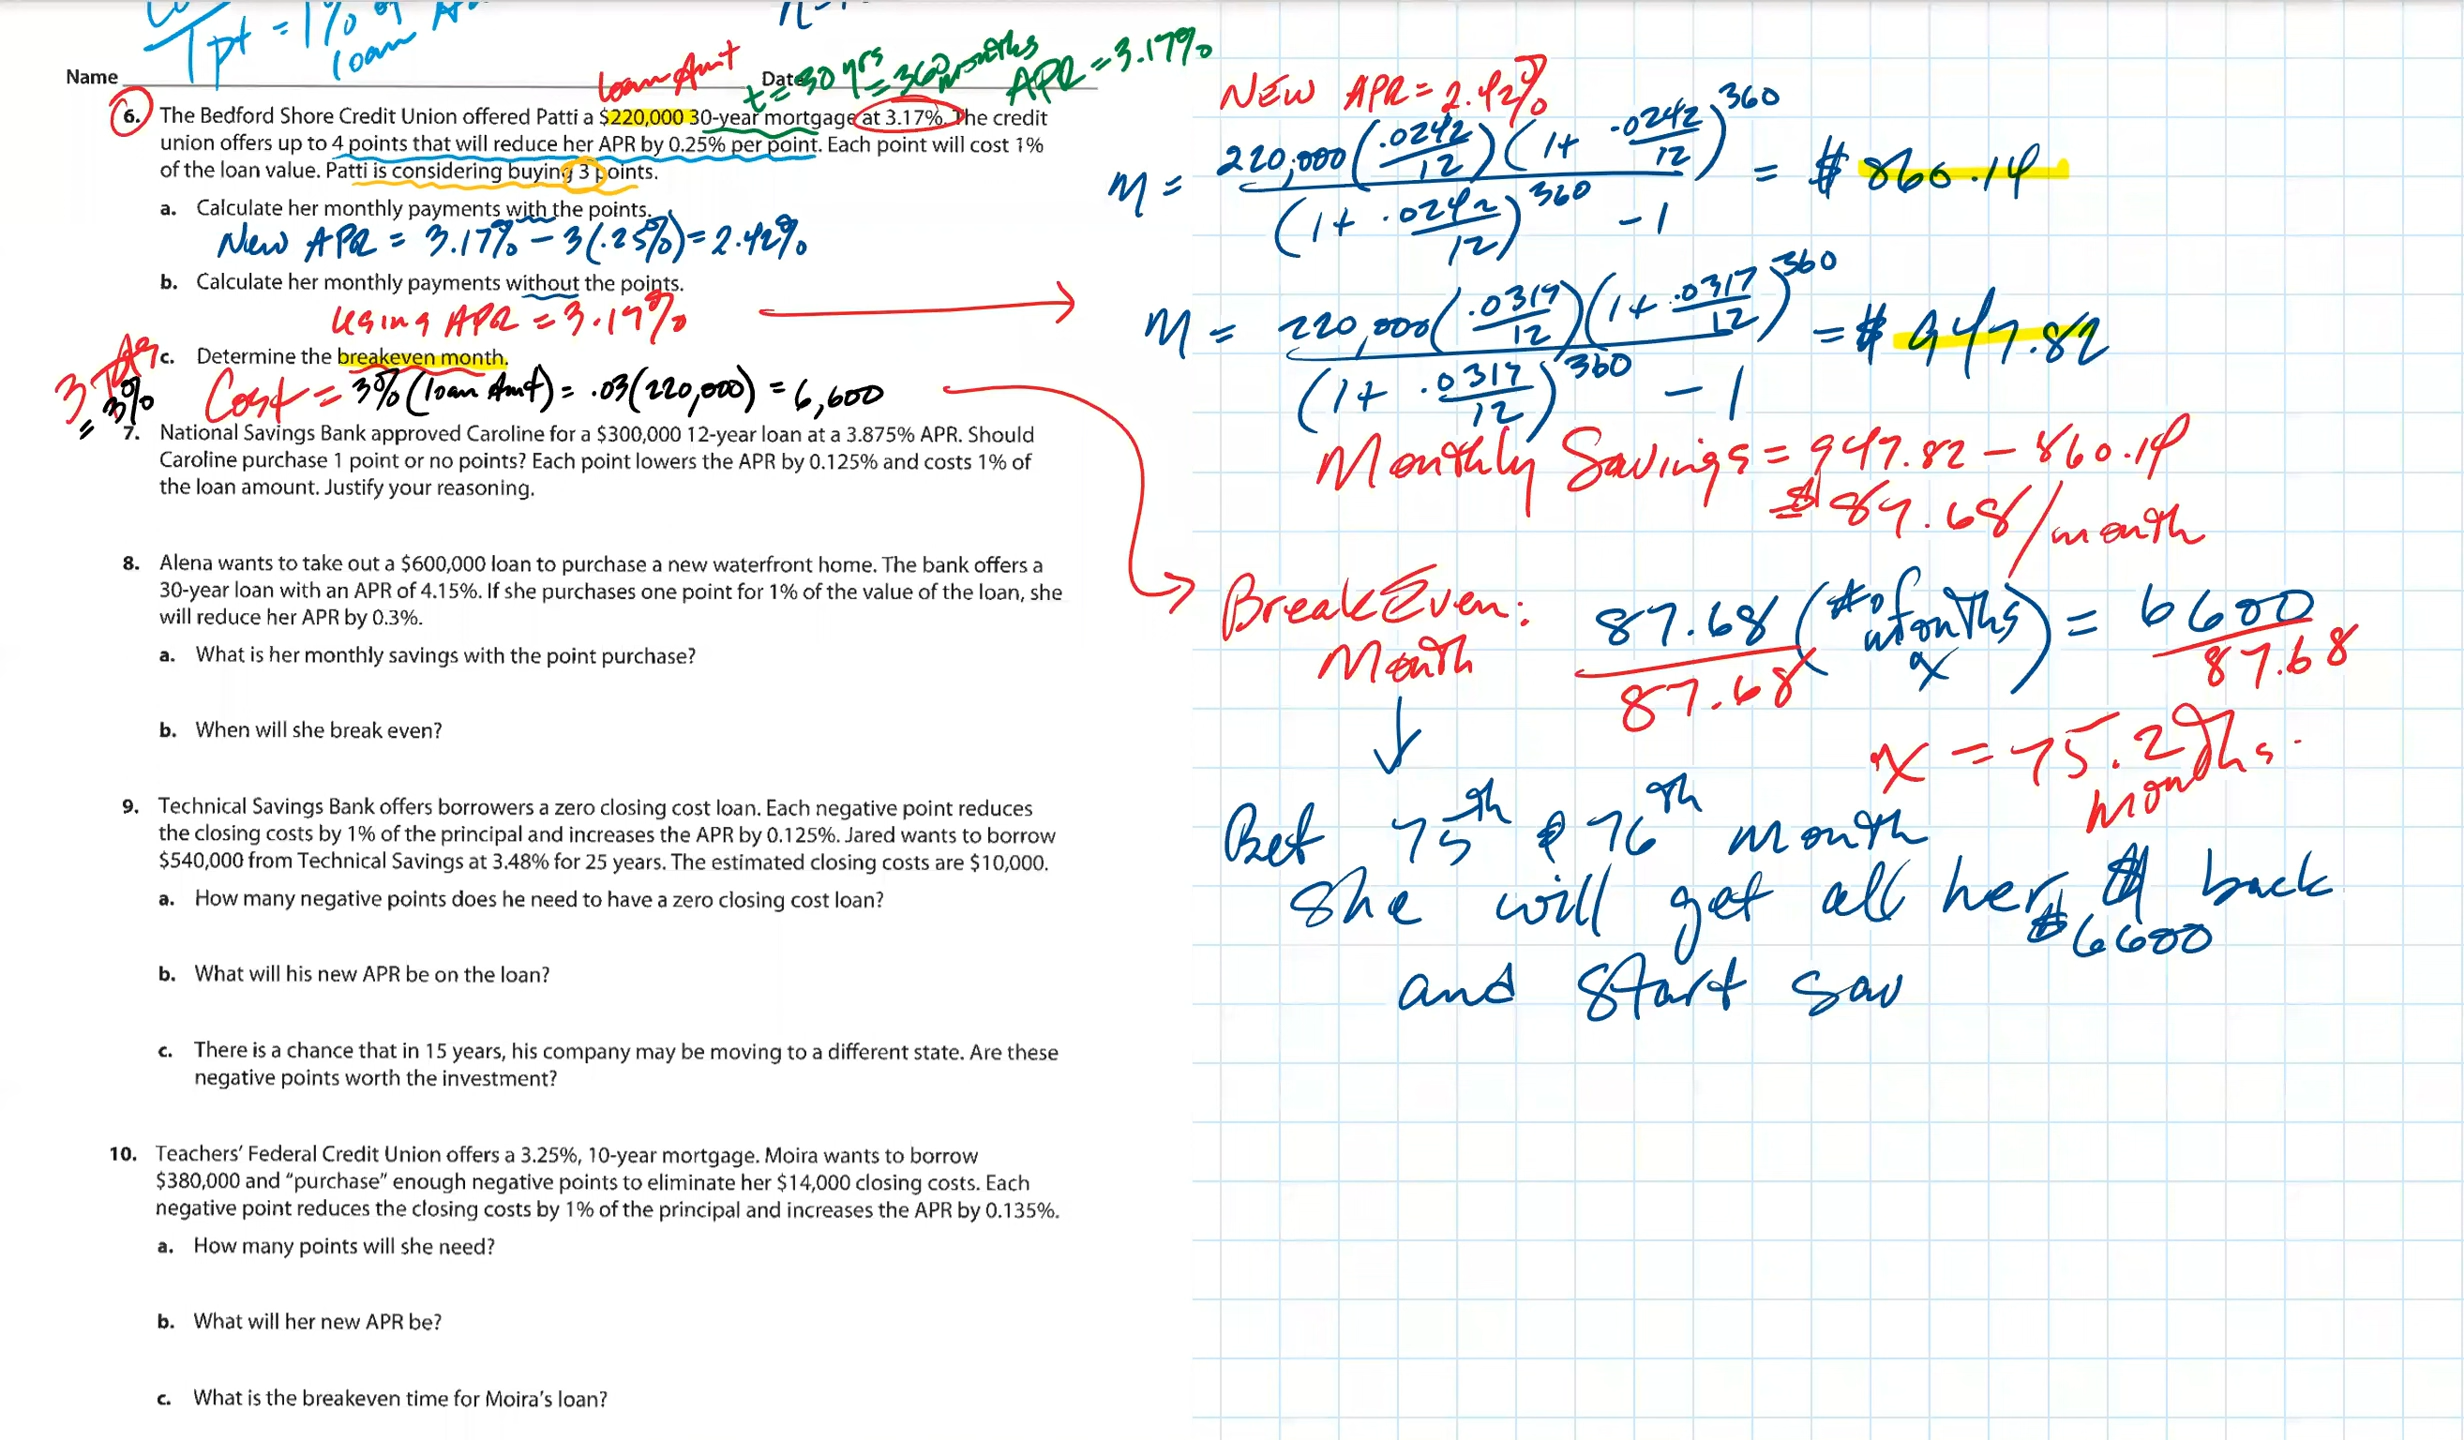 1pt = 1% of
loan
Name Date
loan Amt
t = 30 yrs = 360 months
APR = 3.17%
6. The Bedford Shore Credit Union offered Patti a $220,000 30-year mortgage at 3.17%. The credit
union offers up to 4 points that will reduce her APR by 0.25% per point. Each point will cost 1%
of the loan value. Patti is considering buying 3 points.
a. Calculate her monthly payments with the points.
New APR = 3.17% - 3(.25%) = 2.42%
b. Calculate her monthly payments without the points.
using APR = 3.17%
c. Determine the breakeven month.
3 pts
= 3%
Cost = 3% (loan Amt) = .03(220,000) = 6,600
7. National Savings Bank approved Caroline for a $300,000 12-year loan at a 3.875% APR. Should
Caroline purchase 1 point or no points? Each point lowers the APR by 0.125% and costs 1% of
the loan amount. Justify your reasoning.
8. Alena wants to take out a $600,000 loan to purchase a new waterfront home. The bank offers a
30-year loan with an APR of 4.15%. If she purchases one point for 1% of the value of the loan, she
will reduce her APR by 0.3%.
a. What is her monthly savings with the point purchase?
b. When will she break even?
9. Technical Savings Bank offers borrowers a zero closing cost loan. Each negative point reduces
the closing costs by 1% of the principal and increases the APR by 0.125%. Jared wants to borrow
$540,000 from Technical Savings at 3.48% for 25 years. The estimated closing costs are $10,000.
a. How many negative points does he need to have a zero closing cost loan?
b. What will his new APR be on the loan?
c. There is a chance that in 15 years, his company may be moving to a different state. Are these
negative points worth the investment?
10. Teachers' Federal Credit Union offers a 3.25%, 10-year mortgage. Moira wants to borrow
$380,000 and "purchase" enough negative points to eliminate her $14,000 closing costs. Each
negative point reduces the closing costs by 1% of the principal and increases the APR by 0.135%.
a. How many points will she need?
b. What will her new APR be?
c. What is the breakeven time for Moira's loan?
NEW APR = 2.42%
M = 220,000(.0242/12)(1 + .0242/12)^360 = $860.14
(1 + .0242/12)^360 - 1
M = 220,000(.0317/12)(1 + .0317/12)^360 = $947.82
(1 + .0317/12)^360 - 1
Monthly Savings = 947.82 - 860.14
= $87.68/month
BreakEven: 87.68 (# of months) = 6600
Month 87.68 x 87.68
x = 75.27ths.
months
Bet 75th & 76th month
she will get all her $ back
$6600
and start sav